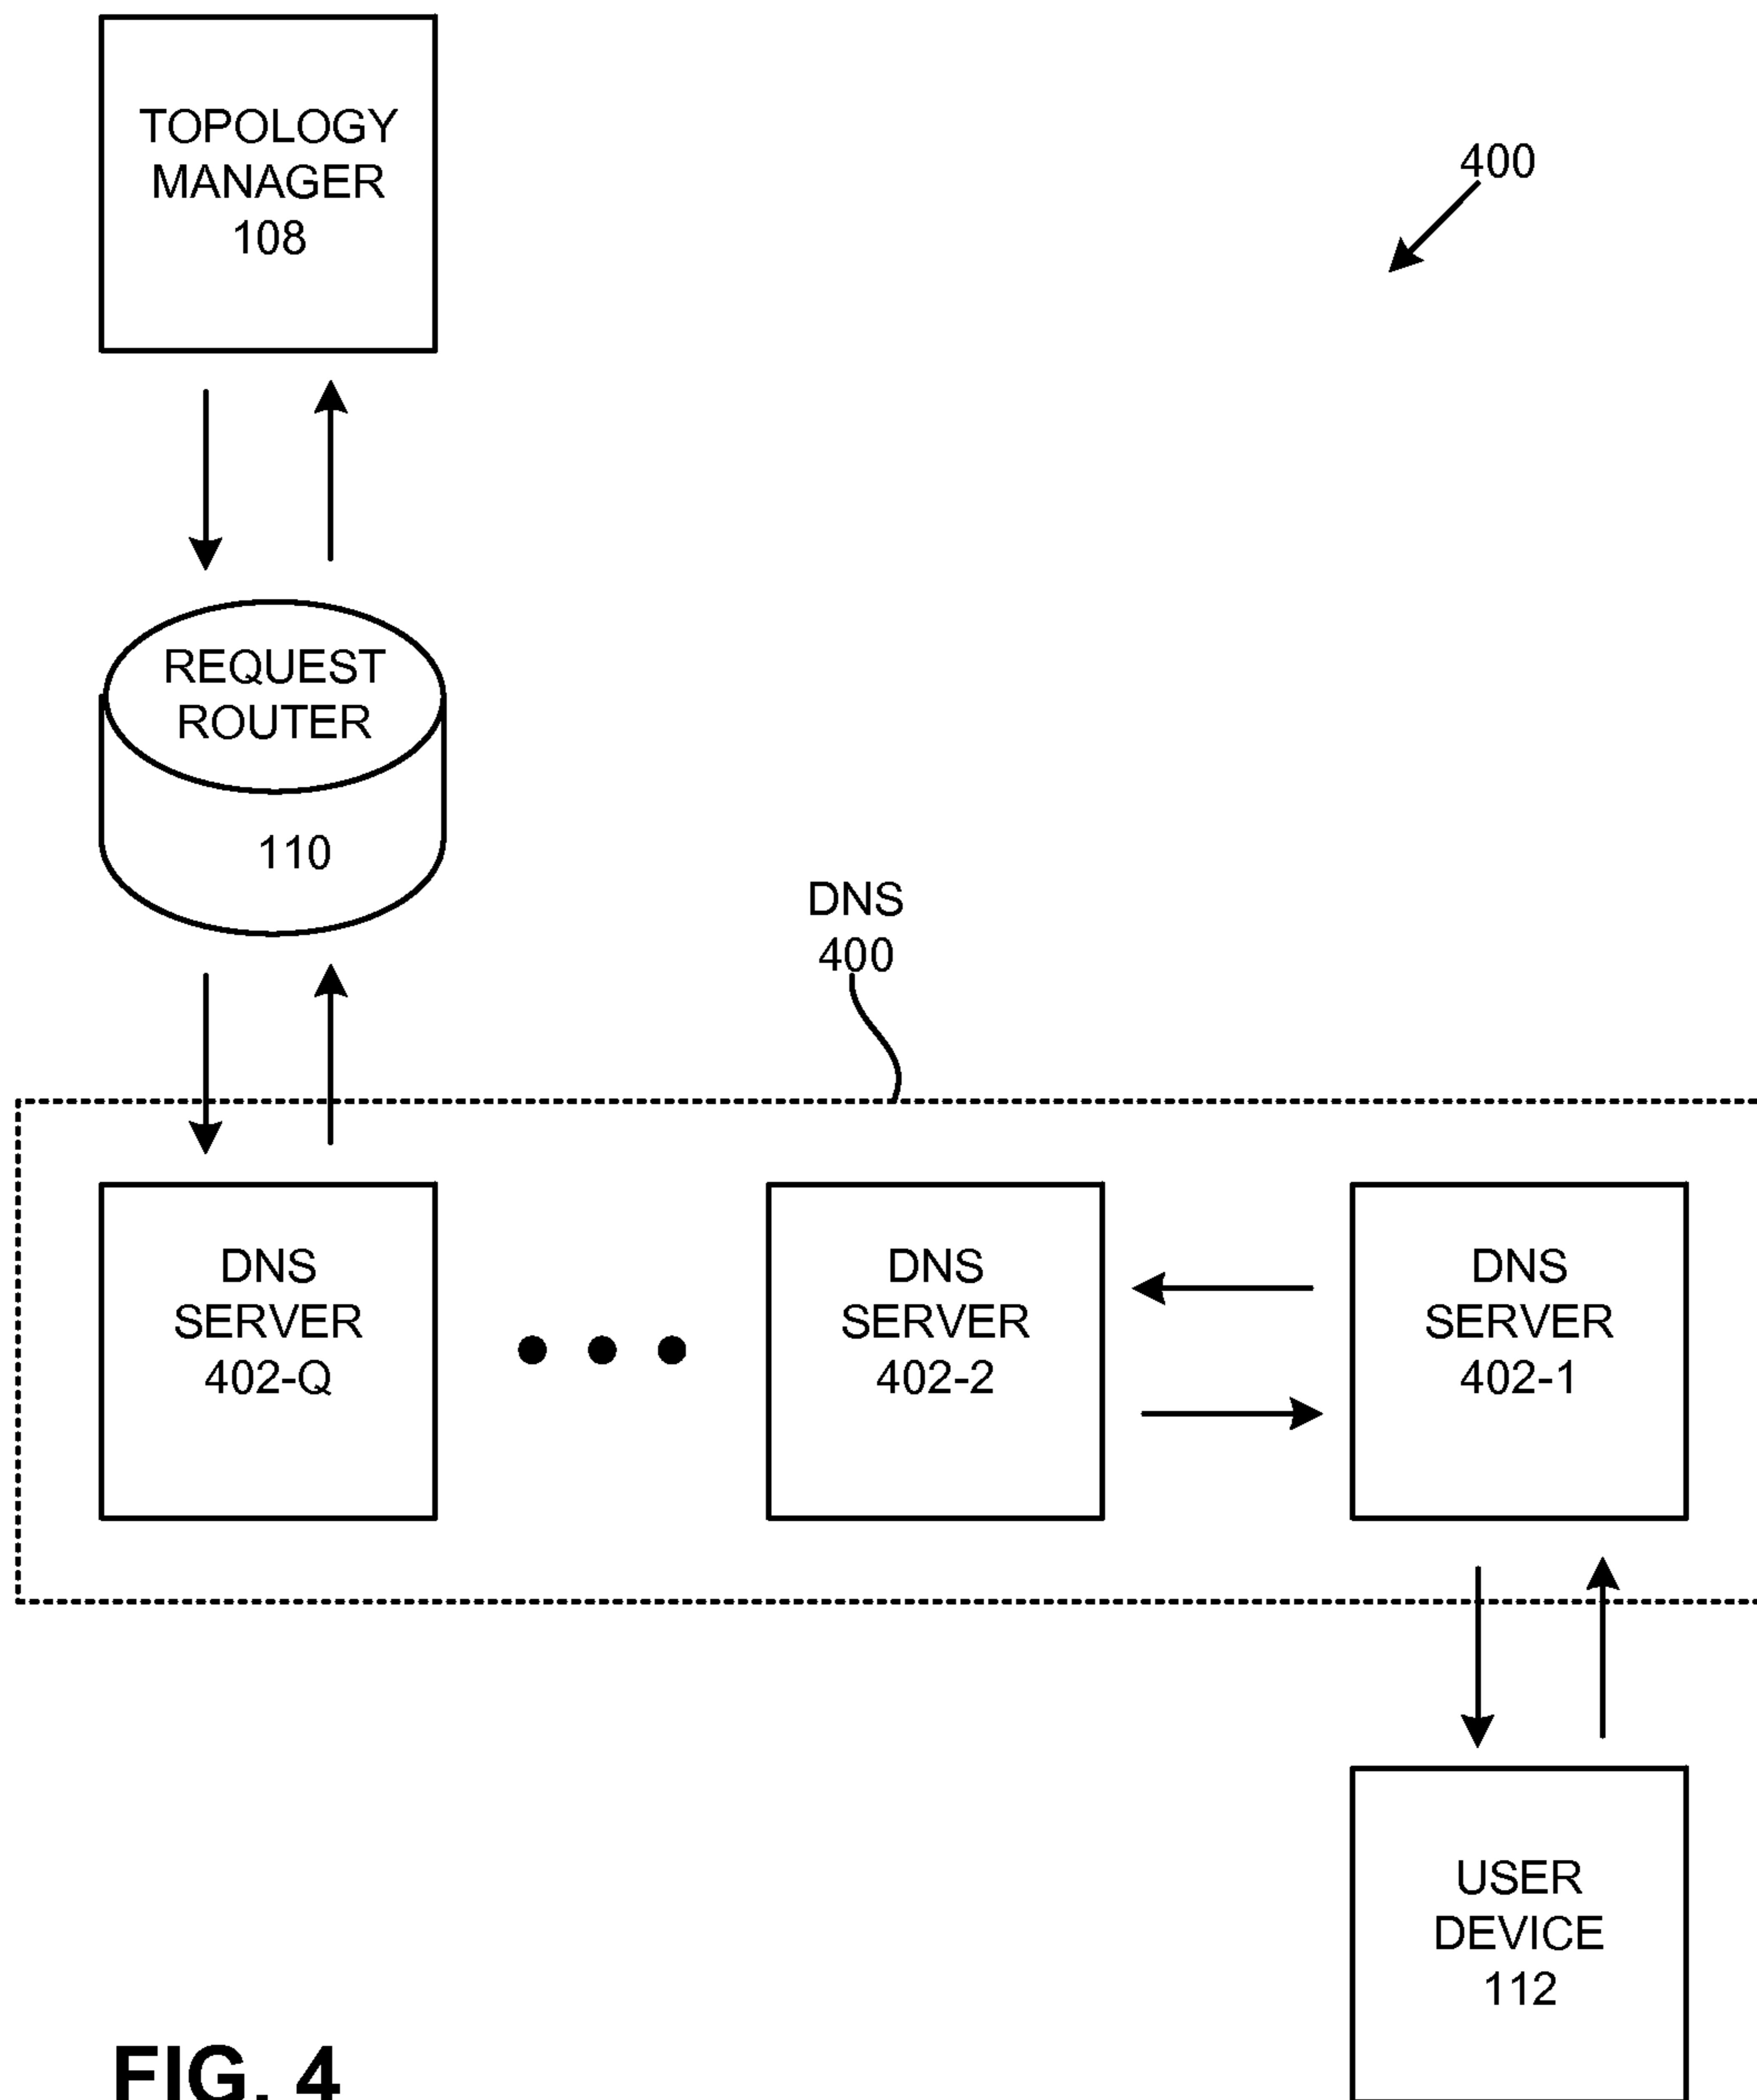 TOPOLOGY
MANAGER
108
400
REQUEST
ROUTER
110
DNS
400
DNS
SERVER
402-Q
DNS
SERVER
402-2
DNS
SERVER
402-1
USER
DEVICE
112
FIG. 4